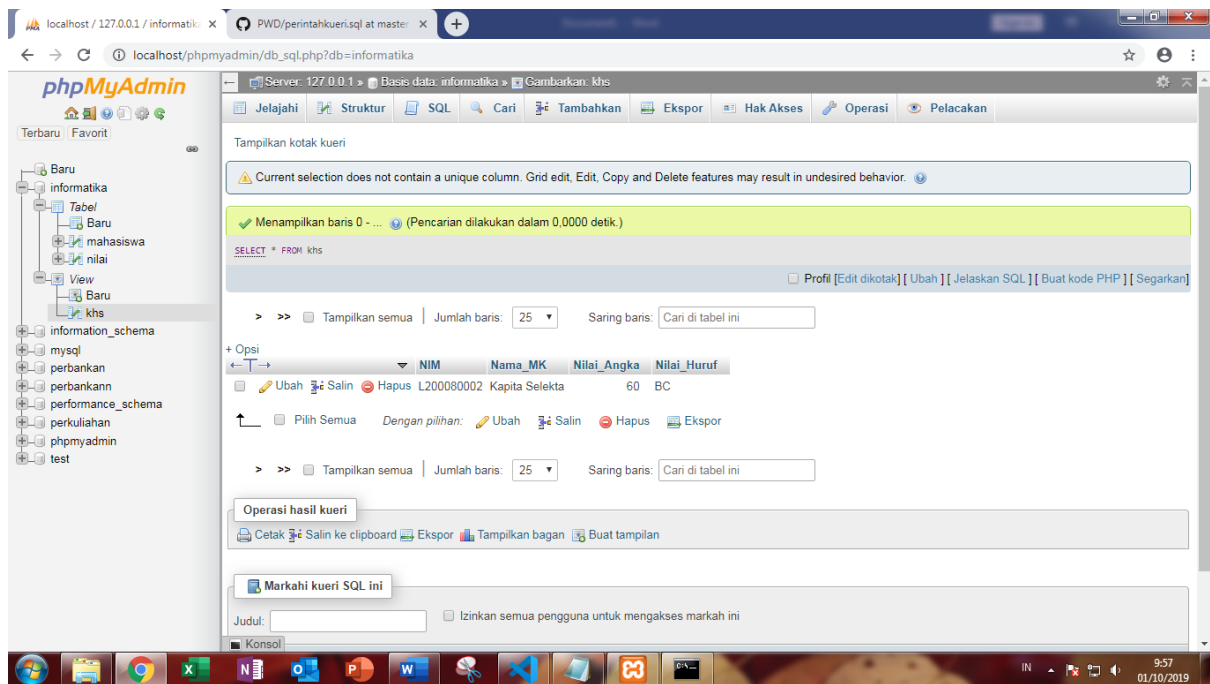 localhost / 127.0.0.1 / informatika
PWD/perintahkueri.sql at master
localhost/phpmyadmin/db_sql.php?db=informatika
phpMyAdmin
Terbaru Favorit
Baru
informatika
Tabel
Baru
mahasiswa
nilai
View
Baru
khs
information_schema
mysql
perbankan
perbankann
performance_schema
perkuliahan
phpmyadmin
test
Server: 127.0.0.1 » Basis data: informatika » Gambarkan: khs
Jelajahi Struktur SQL Cari Tambahkan Ekspor Hak Akses Operasi Pelacakan
Tampilkan kotak kueri
Current selection does not contain a unique column. Grid edit, Edit, Copy and Delete features may result in undesired behavior.
Menampilkan baris 0 - ... (Pencarian dilakukan dalam 0,0000 detik.)
SELECT * FROM khs
Profil [Edit dikotak] [ Ubah ] [ Jelaskan SQL ] [ Buat kode PHP ] [ Segarkan]
> >> Tampilkan semua | Jumlah baris: 25 Saring baris: Cari di tabel ini
+ Opsi
←T→ NIM Nama_MK Nilai_Angka Nilai_Huruf
Ubah Salin Hapus L200080002 Kapita Selekta 60 BC
Pilih Semua Dengan pilihan: Ubah Salin Hapus Ekspor
> >> Tampilkan semua | Jumlah baris: 25 Saring baris: Cari di tabel ini
Operasi hasil kueri
Cetak Salin ke clipboard Ekspor Tampilkan bagan Buat tampilan
Markahi kueri SQL ini
Judul: Izinkan semua pengguna untuk mengakses markah ini
Konsol
IN 9:57
01/10/2019